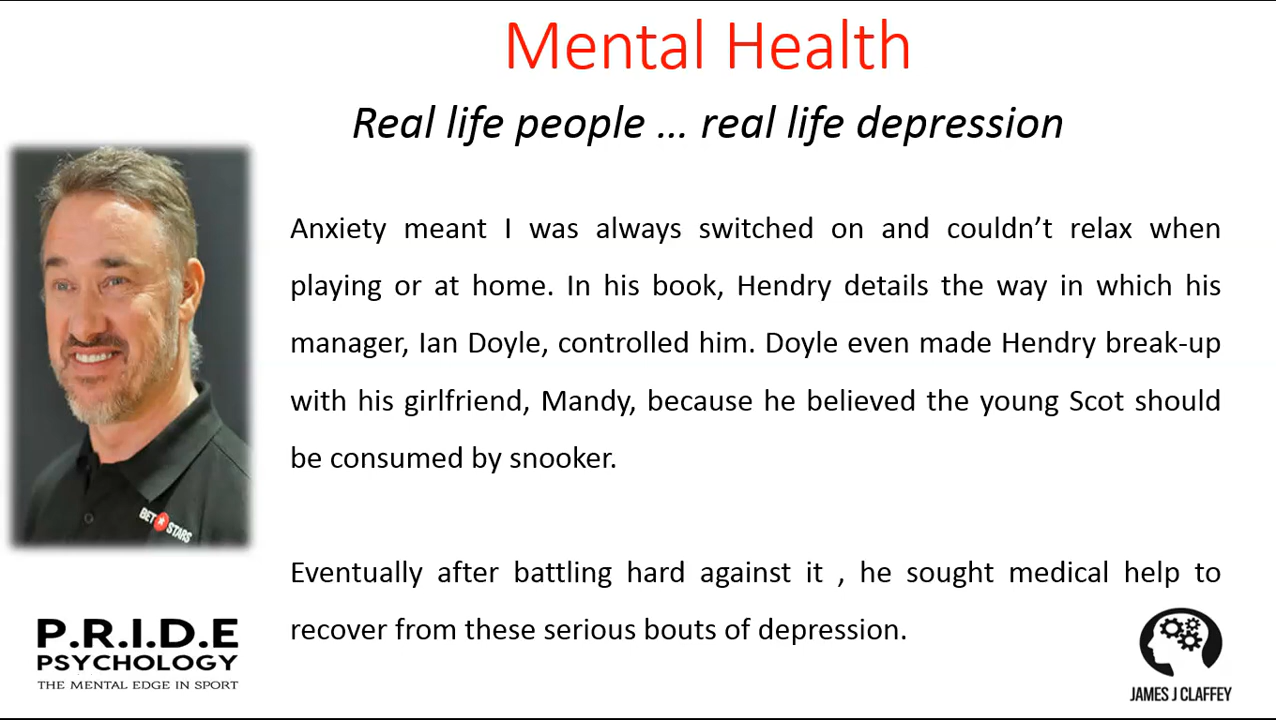 Mental Health
Real life people … real life depression
Anxiety meant I was always switched on and couldn’t relax when
playing or at home. In his book, Hendry details the way in which his
manager, Ian Doyle, controlled him. Doyle even made Hendry break-up
with his girlfriend, Mandy, because he believed the young Scot should
be consumed by snooker.
Eventually after battling hard against it , he sought medical help to
recover from these serious bouts of depression.
BET STARS
P.R.I.D.E
PSYCHOLOGY
THE MENTAL EDGE IN SPORT
JAMES J CLAFFEY